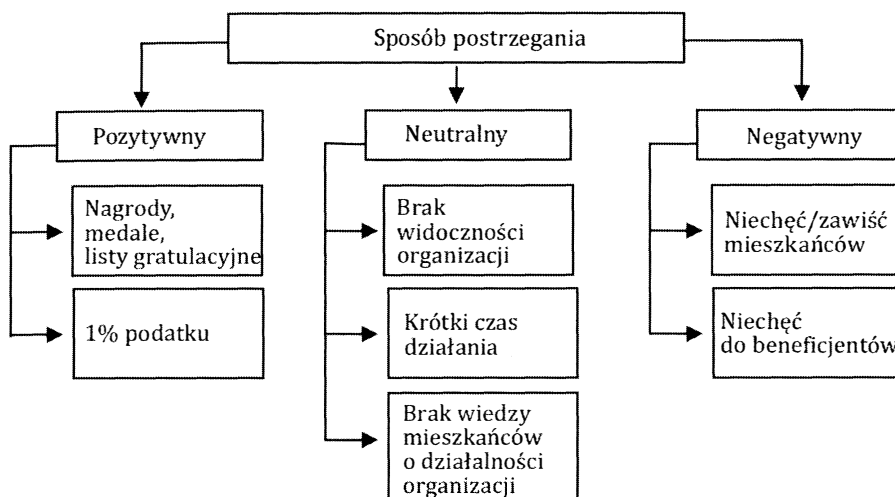 Sposób postrzegania
Pozytywny
Neutralny
Negatywny
Nagrody,
medale,
listy gratulacyjne
1% podatku
Brak
widoczności
organizacji
Krótki czas
działania
Brak wiedzy
mieszkańców
o działalności
organizacji
Niechęć/zawiść
mieszkańców
Niechęć
do beneficjentów